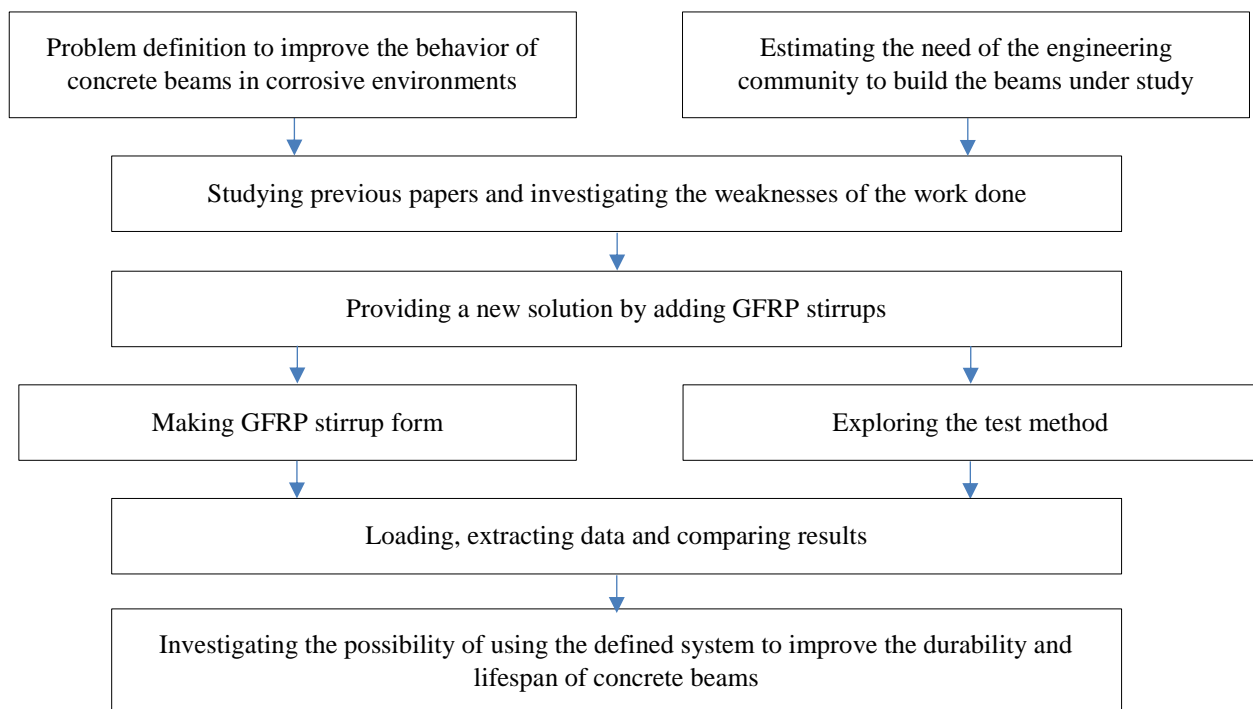 Problem definition to improve the behavior of
concrete beams in corrosive environments
Estimating the need of the engineering
community to build the beams under study
Studying previous papers and investigating the weaknesses of the work done
Providing a new solution by adding GFRP stirrups
Making GFRP stirrup form
Exploring the test method
Loading, extracting data and comparing results
Investigating the possibility of using the defined system to improve the durability and
lifespan of concrete beams